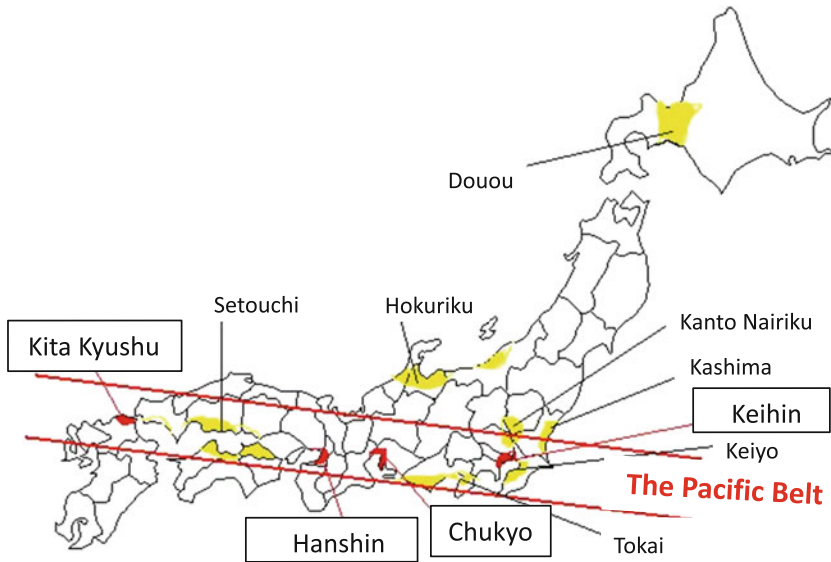 Douou
Setouchi
Hokuriku
Kanto Nairiku
Kita Kyushu
Kashima
Keihin
Keiyo
The Pacific Belt
Hanshin
Chukyo
Tokai